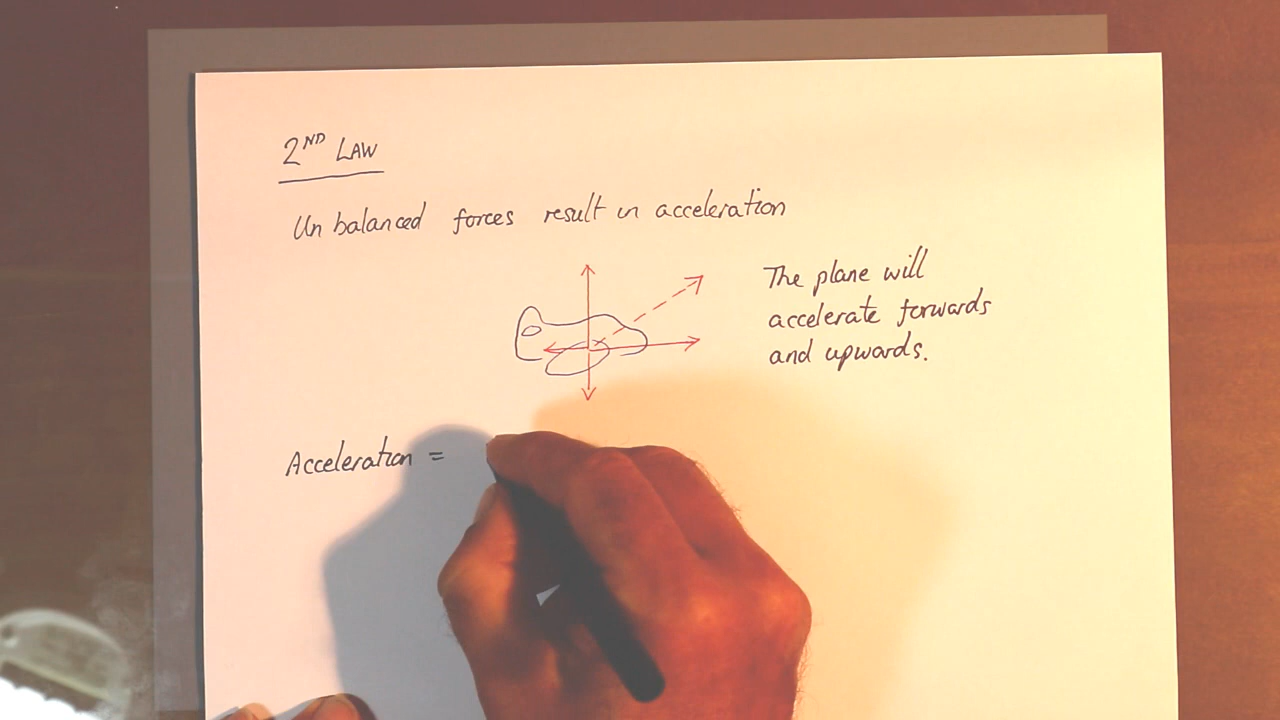 2ND LAW
Unbalanced forces result in acceleration
The plane will
accelerate forwards
and upwards.
Acceleration =